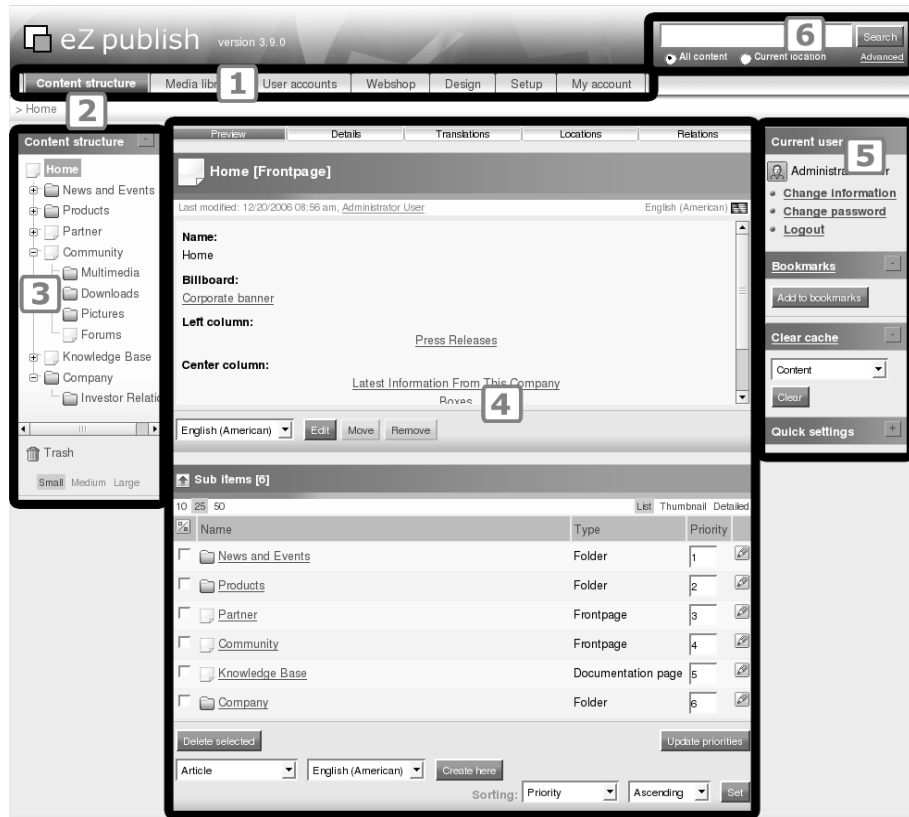 eZ publish version 3.9.0
6
Search
All content Current location Advanced
Content structure Media User accounts Webshop Design Setup My account
1
> Home
2
Content structure -
Home
News and Events
Products
Partner
Community
Multimedia
3
Downloads
Pictures
Forums
Knowledge Base
Company
Investor
Trash
Small Medium Large
Preview Details Translations Locations Relations
Home [Frontpage]
Last modified: 12/20/2006 08:56 am, Administrator User English (American)
Name:
Home
Billboard:
Corporate banner
Left column:
Press Releases
Center column:
Latest Information From This Company
Boxes
4
English (American) Edit Move Remove
Sub items [6]
10 25 50 List Thumbnail Detailed
Name Type Priority
News and Events Folder 1
Products Folder 2
Partner Frontpage 3
Community Frontpage 4
Knowledge Base Documentation page 5
Company Folder 6
Delete selected Update priorities
Article English (American) Create here
Sorting: Priority Ascending Set
Current
5
Change information
Change password
Logout
Bookmarks -
Add to bookmarks
Clear cache -
Content
Clear
Quick settings +